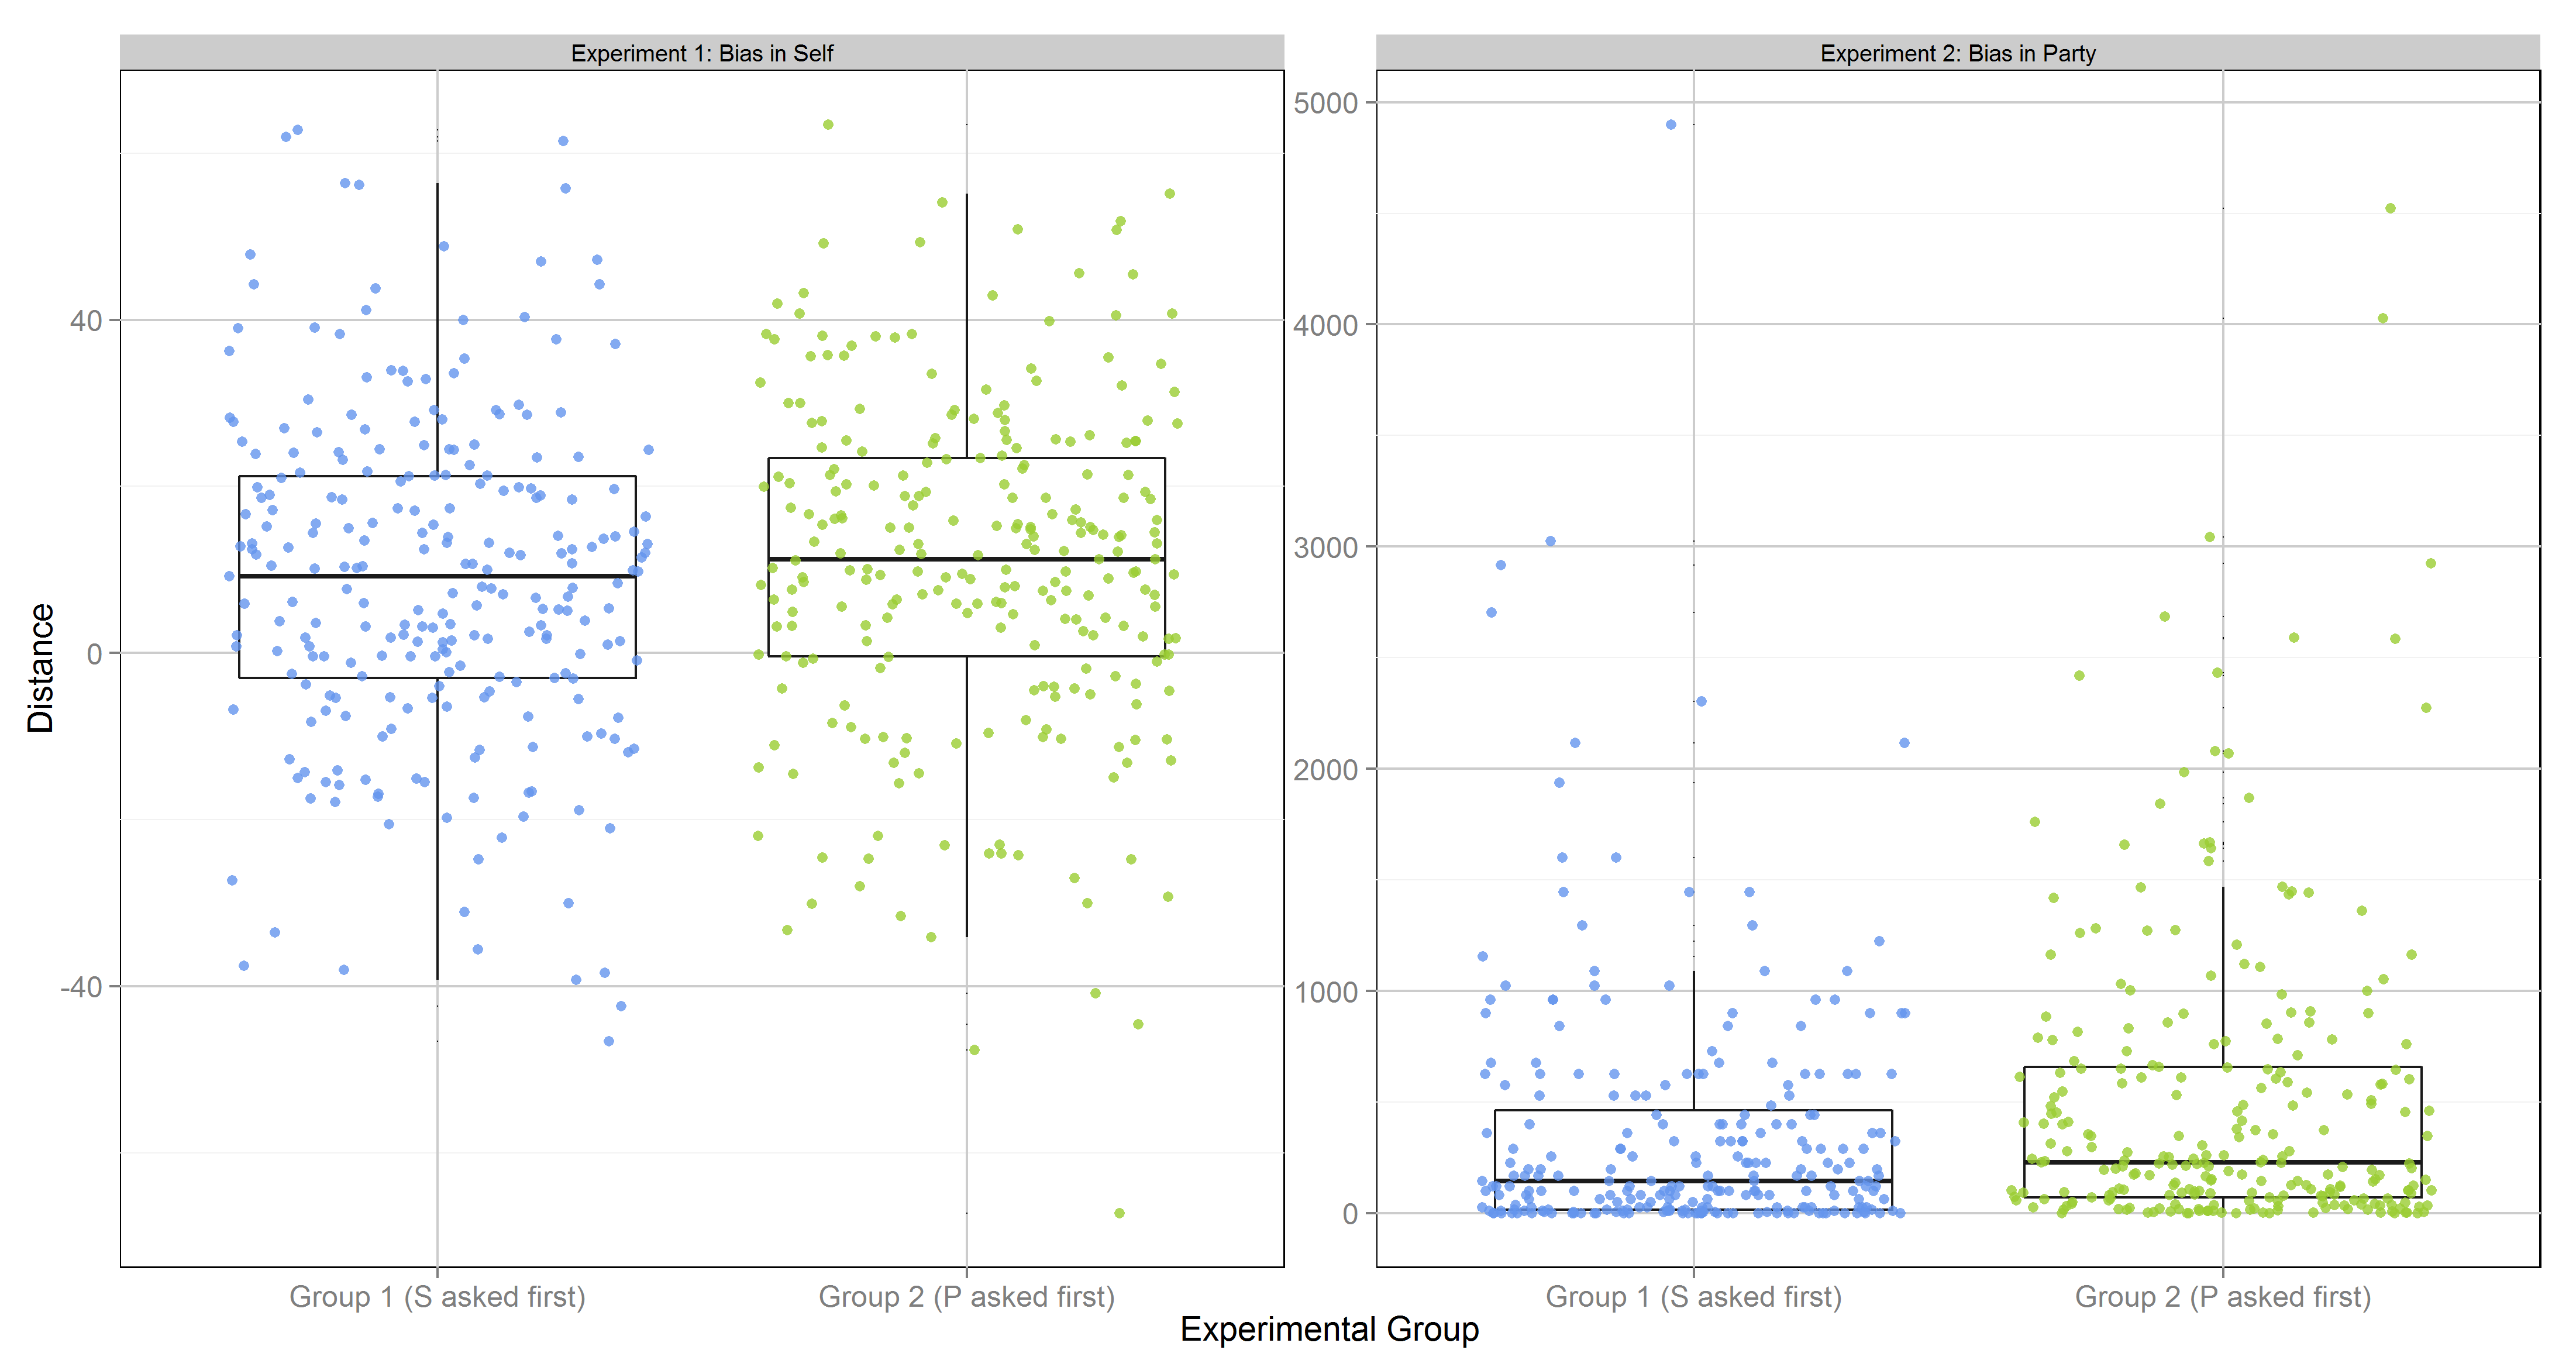 Experiment 1: Bias in Self
Experiment 2: Bias in Party
Distance
40
0
-40
5000
4000
3000
2000
1000
0
Group 1 (S asked first)
Group 2 (P asked first)
Group 1 (S asked first)
Group 2 (P asked first)
Experimental Group